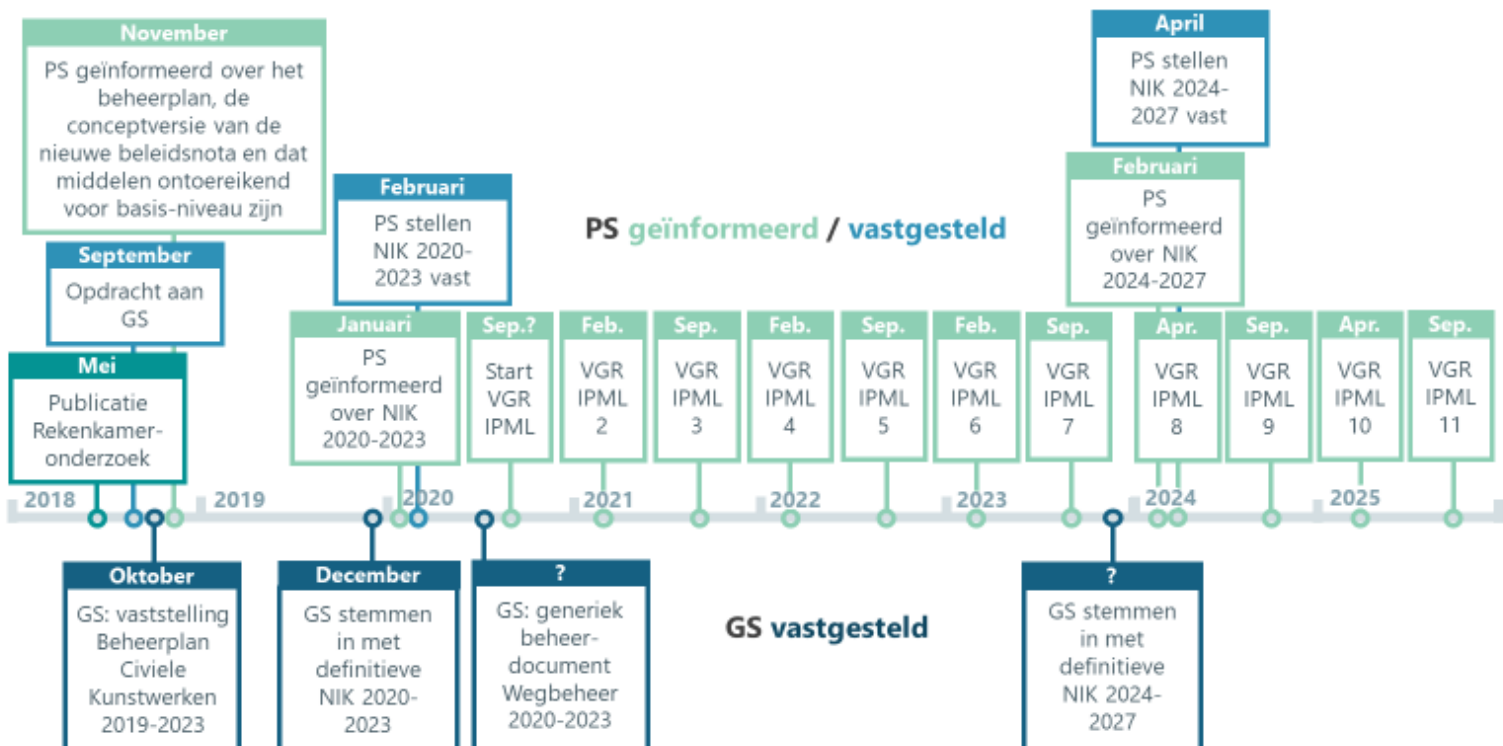 November
PS geïnformeerd over het
beheerplan, de
conceptversie van de
nieuwe beleidsnota en dat
middelen ontoereikend
voor basis-niveau zijn
September
Opdracht aan
GS
Mei
Publicatie
Rekenkamer-
onderzoek
Februari
PS stellen
NIK 2020-
2023 vast
Januari
PS
geïnformeerd
over NIK
2020-2023
PS geïnformeerd / vastgesteld
April
PS stellen
NIK 2024-
2027 vast
Februari
PS
geïnformeerd
over NIK
2024-2027
Sep.?
Start
VGR
IPML
Feb.
VGR
IPML
2
Sep.
VGR
IPML
3
Feb.
VGR
IPML
4
Sep.
VGR
IPML
5
Feb.
VGR
IPML
6
Sep.
VGR
IPML
7
Apr.
VGR
IPML
8
Sep.
VGR
IPML
9
Apr.
VGR
IPML
10
Sep.
VGR
IPML
11
2018
2019
2020
2021
2022
2023
2024
2025
Oktober
GS: vaststelling
Beheerplan
Civiele
Kunstwerken
2019-2023
December
GS stemmen
in met
definitieve
NIK 2020-
2023
?
GS: generiek
beheer-
document
Wegbeheer
2020-2023
GS vastgesteld
?
GS stemmen
in met
definitieve
NIK 2024-
2027